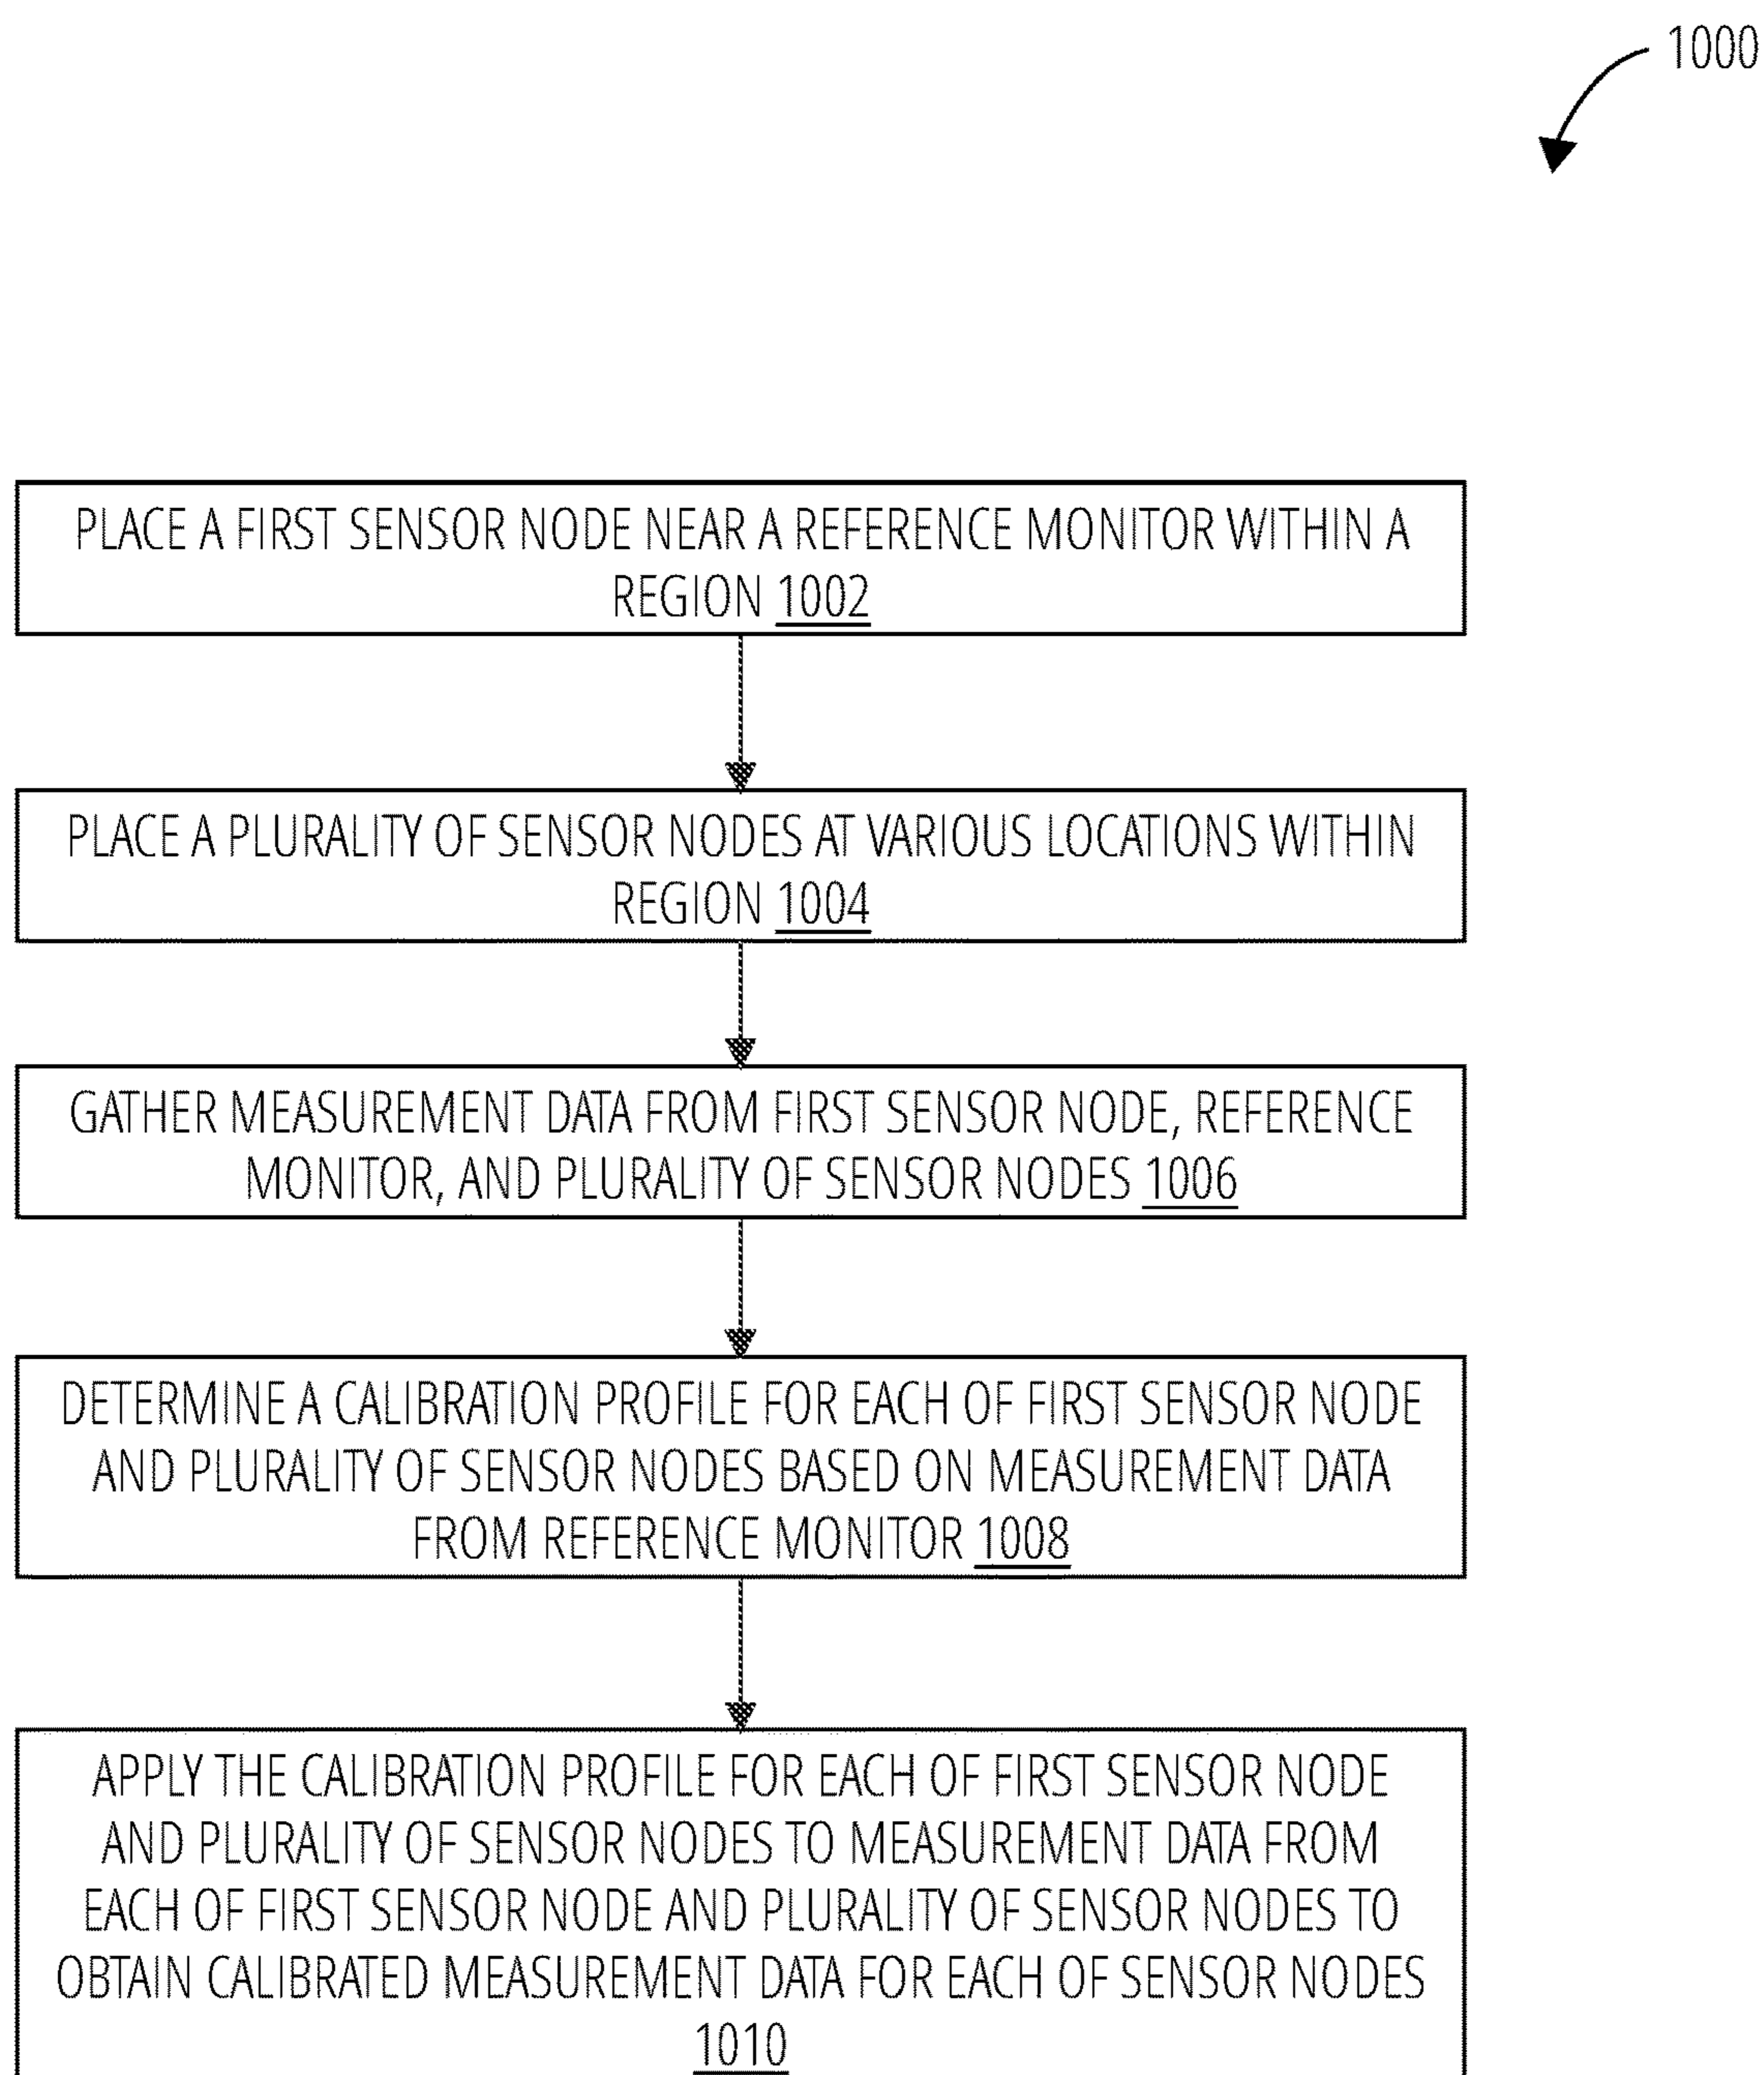 1000
PLACE A FIRST SENSOR NODE NEAR A REFERENCE MONITOR WITHIN A
REGION 1002
PLACE A PLURALITY OF SENSOR NODES AT VARIOUS LOCATIONS WITHIN
REGION 1004
GATHER MEASUREMENT DATA FROM FIRST SENSOR NODE, REFERENCE
MONITOR, AND PLURALITY OF SENSOR NODES 1006
DETERMINE A CALIBRATION PROFILE FOR EACH OF FIRST SENSOR NODE
AND PLURALITY OF SENSOR NODES BASED ON MEASUREMENT DATA
FROM REFERENCE MONITOR 1008
APPLY THE CALIBRATION PROFILE FOR EACH OF FIRST SENSOR NODE
AND PLURALITY OF SENSOR NODES TO MEASUREMENT DATA FROM
EACH OF FIRST SENSOR NODE AND PLURALITY OF SENSOR NODES TO
OBTAIN CALIBRATED MEASUREMENT DATA FOR EACH OF SENSOR NODES
1010